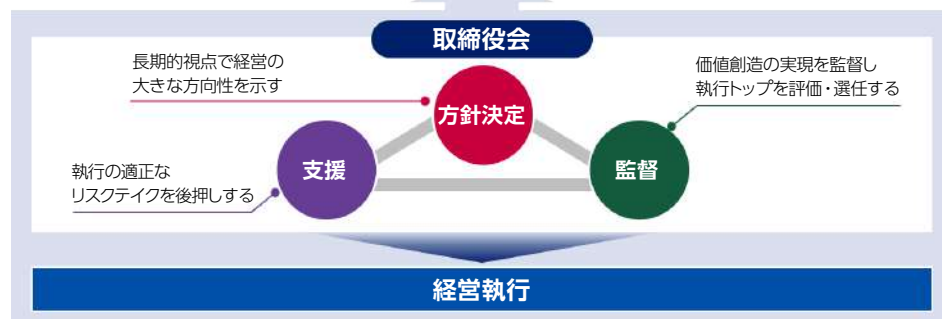 取締役会
長期的視点で経営の
大きな方向性を示す
価値創造の実現を監督し
執行トップを評価・選任する
方針決定
支援
監督
執行の適正な
リスクテイクを後押しする
経営執行